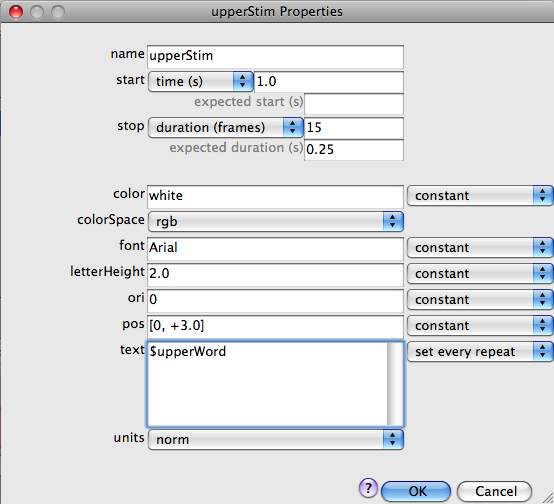 upperStim Properties
name upperStim
start time (s) 1.0
expected start (s)
stop duration (frames) 15
expected duration (s) 0.25
color white constant
colorSpace rgb
font Arial constant
letterHeight 2.0 constant
ori 0 constant
pos [0, +3.0] constant
text $upperWord set every repeat
units norm
? OK Cancel